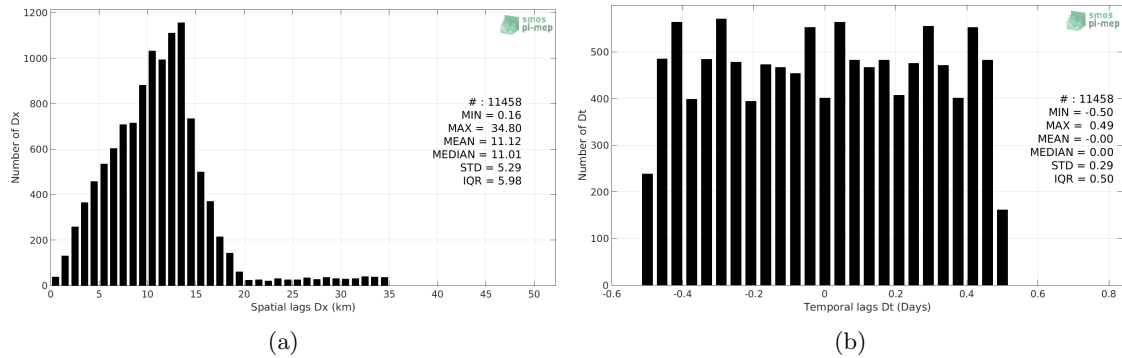 1200
1000
800
600
400
200
0
Number of Dx
0 5 10 15 20 25 30 35 40 45 50
Spatial lags Dx (km)
smos
pi-mep
# : 11458
MIN = 0.16
MAX = 34.80
MEAN = 11.12
MEDIAN = 11.01
STD = 5.29
IQR = 5.98
(a)
500
400
300
200
100
0
Number of Dt
-0.6 -0.4 -0.2 0 0.2 0.4 0.6 0.8
Temporal lags Dt (Days)
smos
pi-mep
# : 11458
MIN = -0.50
MAX = 0.49
MEAN = -0.00
MEDIAN = 0.00
STD = 0.29
IQR = 0.50
(b)